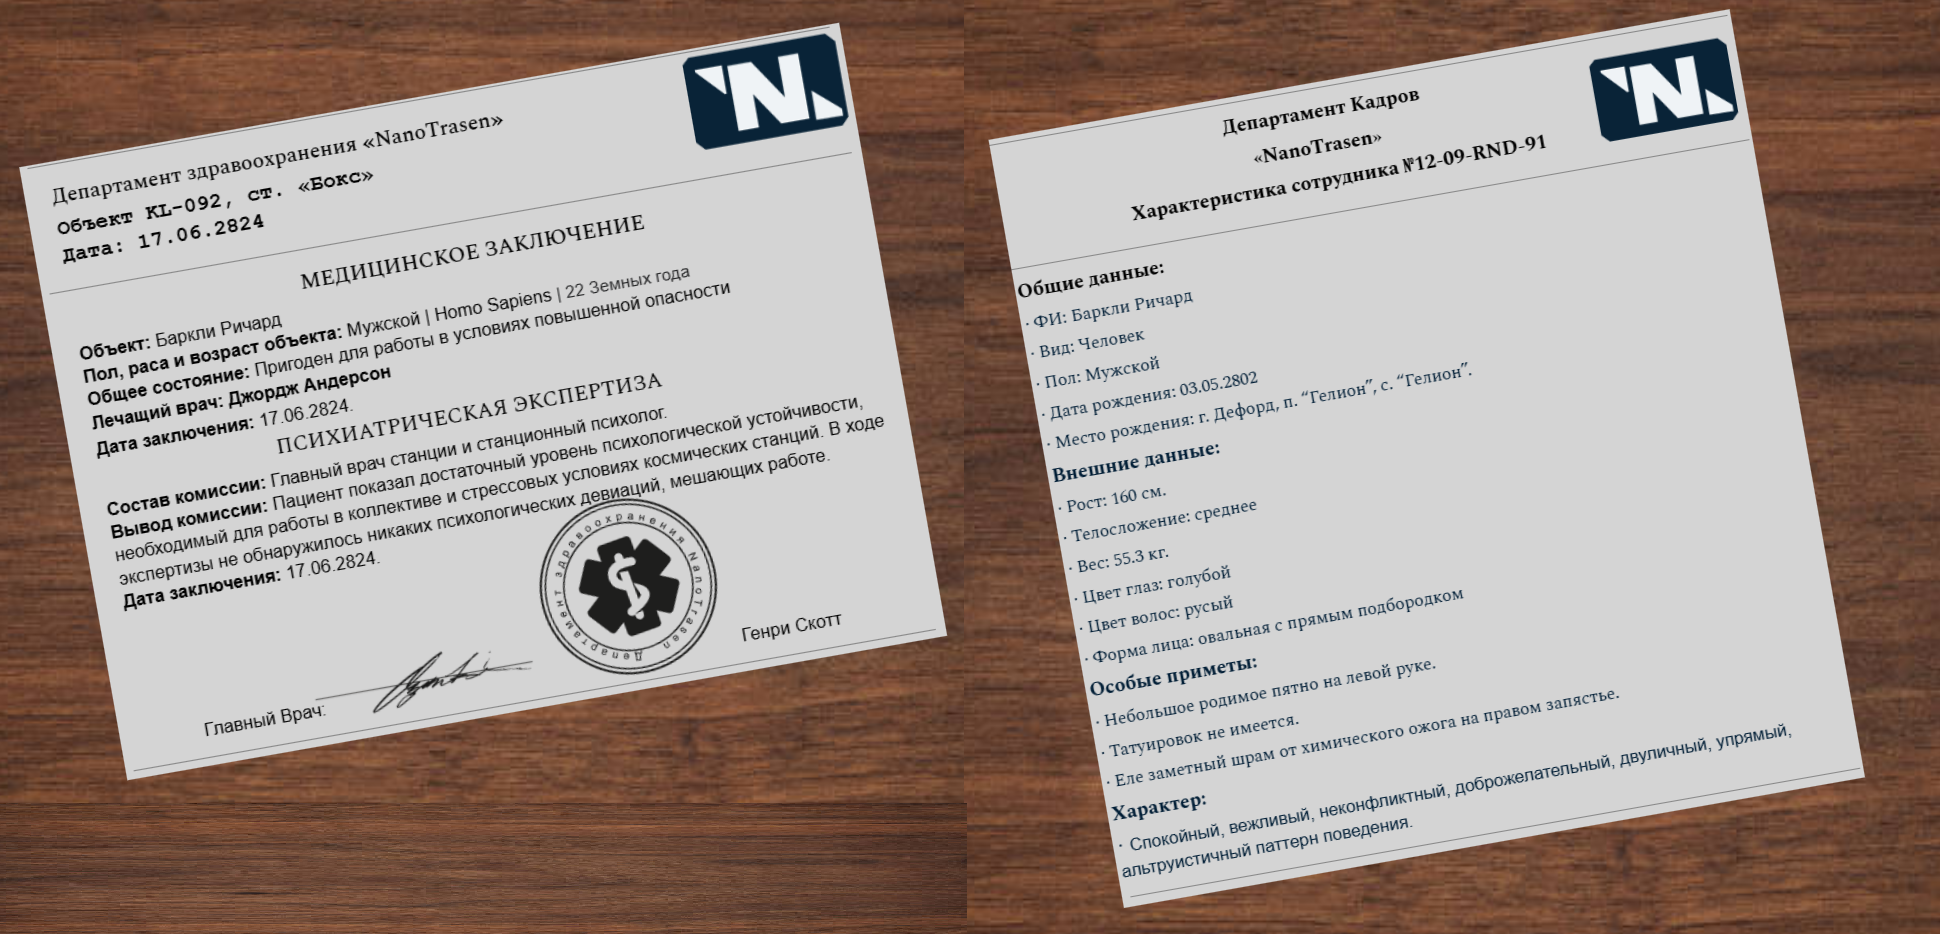 Департамент здравоохранения «NanoTrasen»
Объект KL-092, ст. «Бокс»
Дата: 17.06.2824
МЕДИЦИНСКОЕ ЗАКЛЮЧЕНИЕ
Объект: Баркли Ричард
Пол, раса и возраст объекта: Мужской | Homo Sapiens | 22 Земных года
Общее состояние: Пригоден для работы в условиях повышенной опасности
Лечащий врач: Джордж Андерсон
Дата заключения: 17.06.2824.
ПСИХИАТРИЧЕСКАЯ ЭКСПЕРТИЗА
Состав комиссии: Главный врач станции и станционный психолог.
Вывод комиссии: Пациент показал достаточный уровень психологической устойчивости,
необходимый для работы в коллективе и стрессовых условиях космических станций. В ходе
экспертизы не обнаружилось никаких психологических девиаций, мешающих работе.
Дата заключения: 17.06.2824.
Департамент здравоохранения NanoTrasen
Главный Врач:
Генри Скотт
N
Департамент Кадров
«NanoTrasen»
Характеристика сотрудника №12-09-RND-91
Общие данные:
· ФИ: Баркли Ричард
· Вид: Человек
· Пол: Мужской
· Дата рождения: 03.05.2802
· Место рождения: г. Дефорд, п. “Гелион”, с. “Гелион”.
Внешние данные:
· Рост: 160 см.
· Телосложение: среднее
· Вес: 55.3 кг.
· Цвет глаз: голубой
· Цвет волос: русый
· Форма лица: овальная с прямым подбородком
Особые приметы:
· Небольшое родимое пятно на левой руке.
· Татуировок не имеется.
· Еле заметный шрам от химического ожога на правом запястье.
Характер:
· Спокойный, вежливый, неконфликтный, доброжелательный, двуличный, упрямый,
альтруистичный паттерн поведения.
N